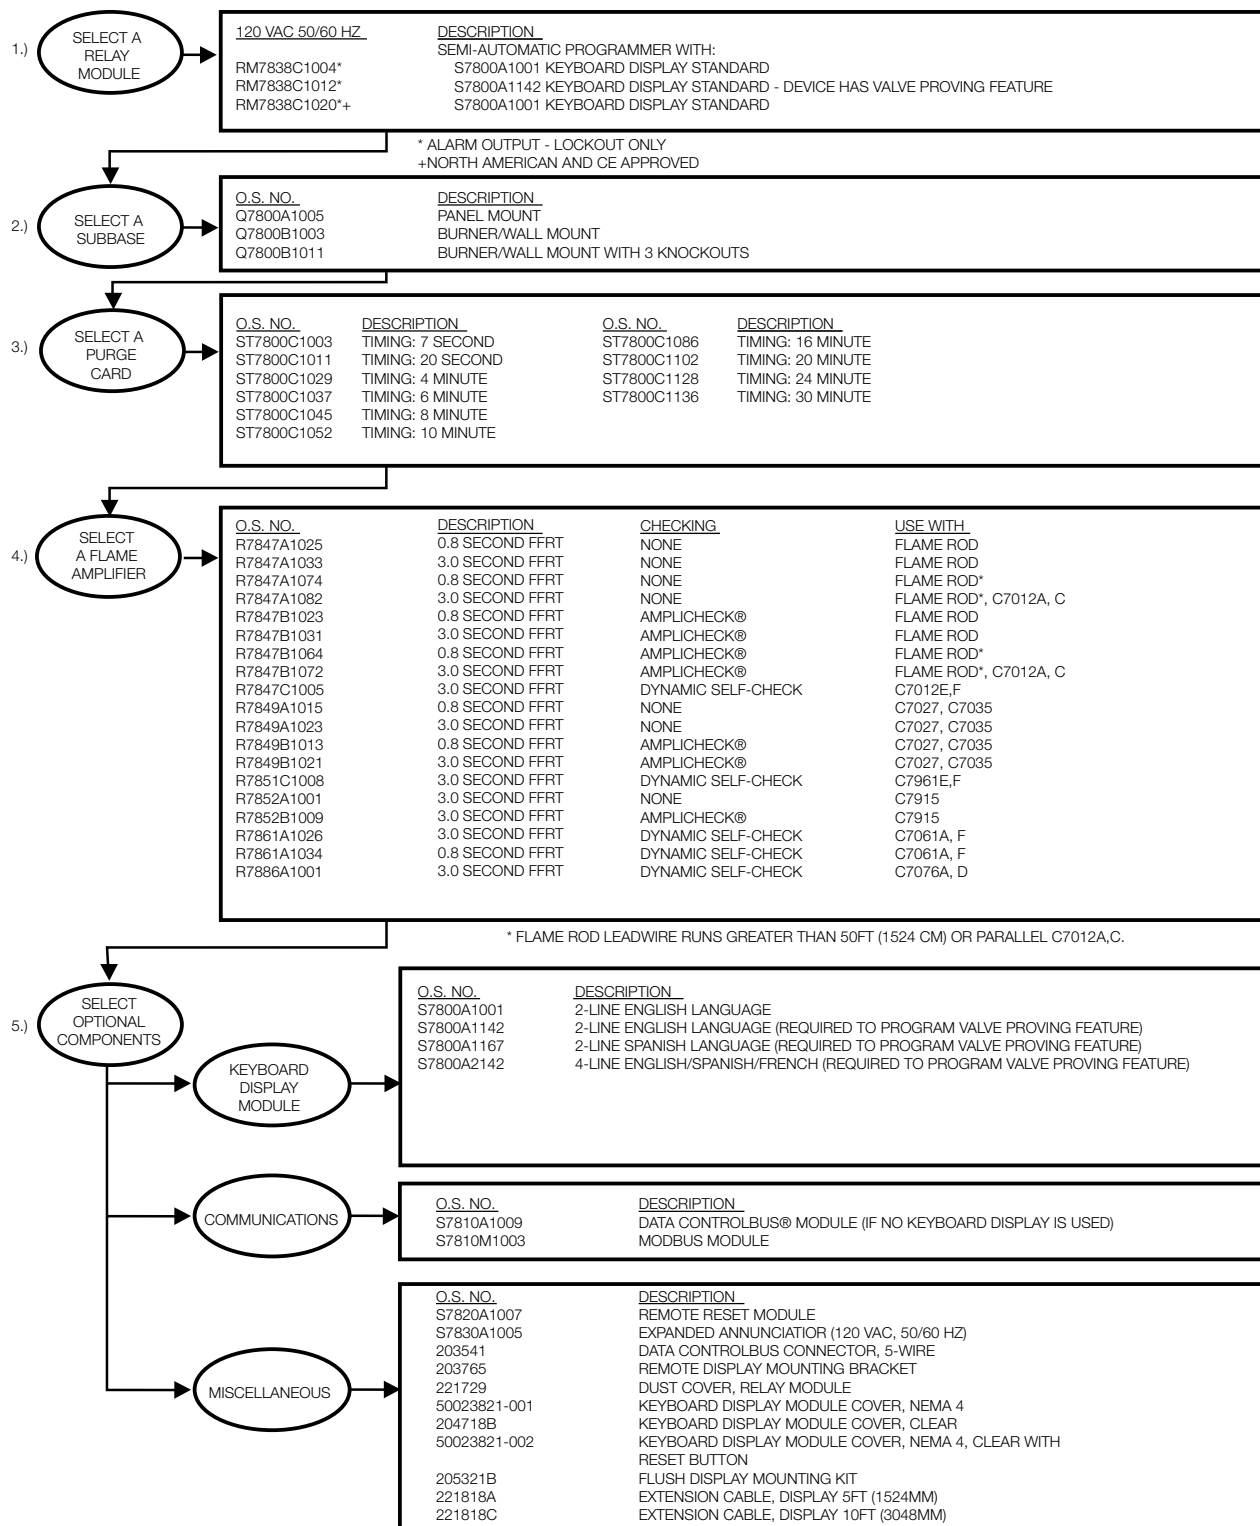 1.)
SELECT A
RELAY
MODULE
120 VAC 50/60 HZ DESCRIPTION
SEMI-AUTOMATIC PROGRAMMER WITH:
RM7838C1004* S7800A1001 KEYBOARD DISPLAY STANDARD
RM7838C1012* S7800A1142 KEYBOARD DISPLAY STANDARD - DEVICE HAS VALVE PROVING FEATURE
RM7838C1020*+ S7800A1001 KEYBOARD DISPLAY STANDARD
* ALARM OUTPUT - LOCKOUT ONLY
+NORTH AMERICAN AND CE APPROVED
2.)
SELECT A
SUBBASE
O.S. NO. DESCRIPTION
Q7800A1005 PANEL MOUNT
Q7800B1003 BURNER/WALL MOUNT
Q7800B1011 BURNER/WALL MOUNT WITH 3 KNOCKOUTS
3.)
SELECT A
PURGE
CARD
O.S. NO. DESCRIPTION O.S. NO. DESCRIPTION
ST7800C1003 TIMING: 7 SECOND ST7800C1086 TIMING: 16 MINUTE
ST7800C1011 TIMING: 20 SECOND ST7800C1102 TIMING: 20 MINUTE
ST7800C1029 TIMING: 4 MINUTE ST7800C1128 TIMING: 24 MINUTE
ST7800C1037 TIMING: 6 MINUTE ST7800C1136 TIMING: 30 MINUTE
ST7800C1045 TIMING: 8 MINUTE
ST7800C1052 TIMING: 10 MINUTE
4.)
SELECT
A FLAME
AMPLIFIER
O.S. NO. DESCRIPTION CHECKING USE WITH
R7847A1025 0.8 SECOND FFRT NONE FLAME ROD
R7847A1033 3.0 SECOND FFRT NONE FLAME ROD
R7847A1074 0.8 SECOND FFRT NONE FLAME ROD*
R7847A1082 3.0 SECOND FFRT NONE FLAME ROD*, C7012A, C
R7847B1023 0.8 SECOND FFRT AMPLICHECK® FLAME ROD
R7847B1031 3.0 SECOND FFRT AMPLICHECK® FLAME ROD
R7847B1064 0.8 SECOND FFRT AMPLICHECK® FLAME ROD*
R7847B1072 3.0 SECOND FFRT AMPLICHECK® FLAME ROD*, C7012A, C
R7847C1005 3.0 SECOND FFRT DYNAMIC SELF-CHECK C7012E,F
R7849A1015 0.8 SECOND FFRT NONE C7027, C7035
R7849A1023 3.0 SECOND FFRT NONE C7027, C7035
R7849B1013 0.8 SECOND FFRT AMPLICHECK® C7027, C7035
R7849B1021 3.0 SECOND FFRT AMPLICHECK® C7027, C7035
R7851C1008 3.0 SECOND FFRT DYNAMIC SELF-CHECK C7961E,F
R7852A1001 3.0 SECOND FFRT NONE C7915
R7852B1009 3.0 SECOND FFRT AMPLICHECK® C7915
R7861A1026 3.0 SECOND FFRT DYNAMIC SELF-CHECK C7061A, F
R7861A1034 0.8 SECOND FFRT DYNAMIC SELF-CHECK C7061A, F
R7886A1001 3.0 SECOND FFRT DYNAMIC SELF-CHECK C7076A, D
* FLAME ROD LEADWIRE RUNS GREATER THAN 50FT (1524 CM) OR PARALLEL C7012A,C.
5.)
SELECT
OPTIONAL
COMPONENTS
KEYBOARD
DISPLAY
MODULE
O.S. NO. DESCRIPTION
S7800A1001 2-LINE ENGLISH LANGUAGE
S7800A1142 2-LINE ENGLISH LANGUAGE (REQUIRED TO PROGRAM VALVE PROVING FEATURE)
S7800A1167 2-LINE SPANISH LANGUAGE (REQUIRED TO PROGRAM VALVE PROVING FEATURE)
S7800A2142 4-LINE ENGLISH/SPANISH/FRENCH (REQUIRED TO PROGRAM VALVE PROVING FEATURE)
COMMUNICATIONS
O.S. NO. DESCRIPTION
S7810A1009 DATA CONTROLBUS® MODULE (IF NO KEYBOARD DISPLAY IS USED)
S7810M1003 MODBUS MODULE
MISCELLANEOUS
O.S. NO. DESCRIPTION
S7820A1007 REMOTE RESET MODULE
S7830A1005 EXPANDED ANNUNCIATIOR (120 VAC, 50/60 HZ)
203541 DATA CONTROLBUS CONNECTOR, 5-WIRE
203765 REMOTE DISPLAY MOUNTING BRACKET
221729 DUST COVER, RELAY MODULE
50023821-001 KEYBOARD DISPLAY MODULE COVER, NEMA 4
204718B KEYBOARD DISPLAY MODULE COVER, CLEAR
50023821-002 KEYBOARD DISPLAY MODULE COVER, NEMA 4, CLEAR WITH
RESET BUTTON
205321B FLUSH DISPLAY MOUNTING KIT
221818A EXTENSION CABLE, DISPLAY 5FT (1524MM)
221818C EXTENSION CABLE, DISPLAY 10FT (3048MM)